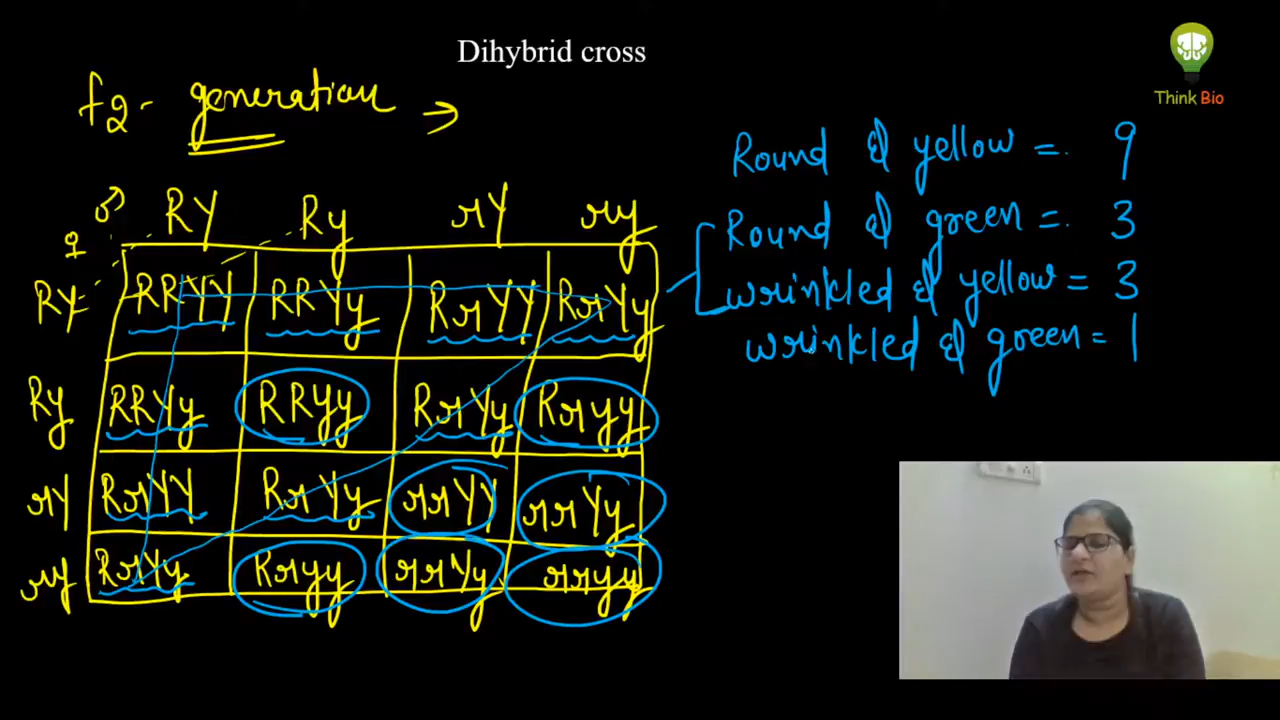 Dihybrid cross
Think Bio
f2- generation →
Round & yellow = 9
Round & green = 3
wrinkled & yellow = 3
wrinkled & green = 1
♂ RY Ry rY ry
♀
RY RRYY RRYy RrYY RrYy
Ry RRYy RRyy RrYy Rryy
rY RrYY RrYy rrYY rrYy
ry RrYy Rryy rrYy rryy